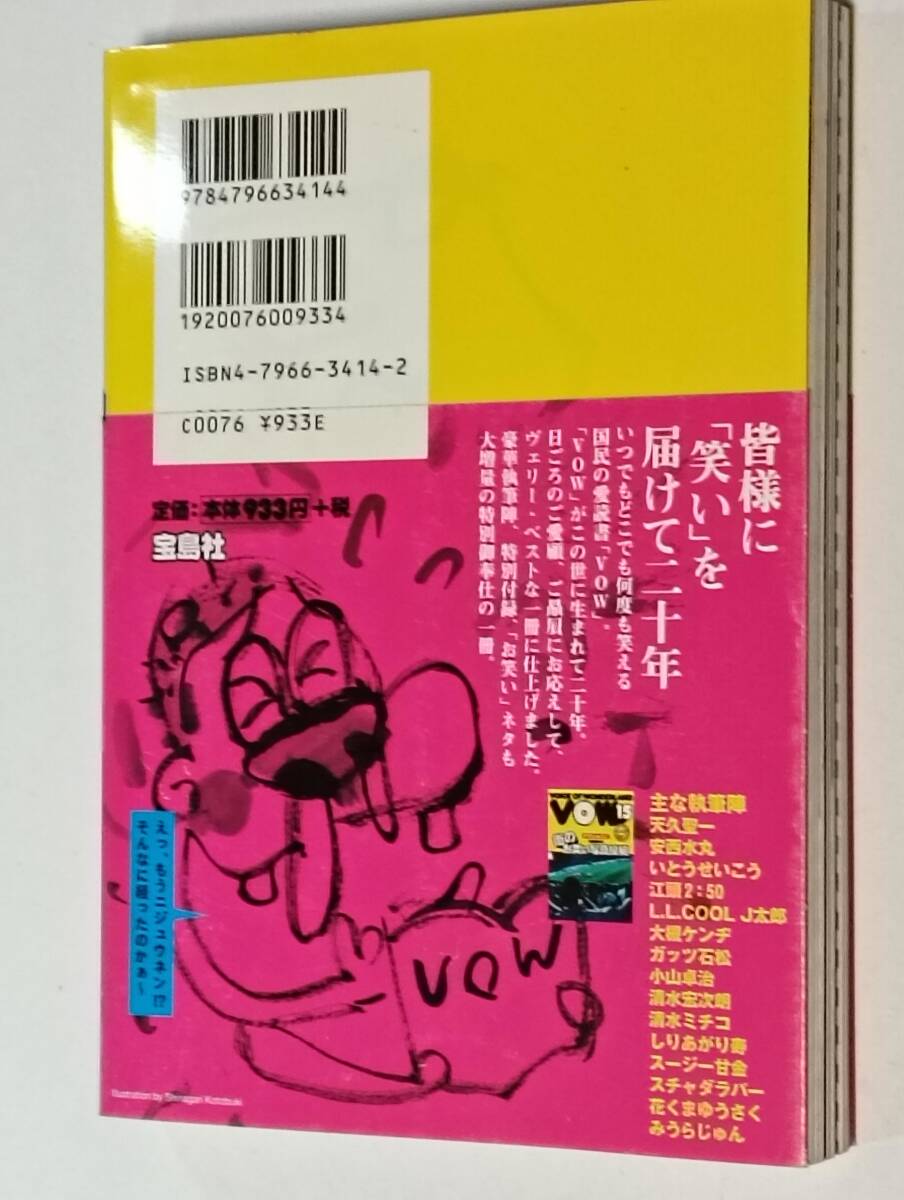 9784796634144
1920076009334
ISBN4-7966-3414-2
C0076 ¥933E
定価：本体933円+税
宝島社
皆様に
「笑い」を
届けて二十年
いつでもどこでも何度も笑える
国民の愛読書「VOW」。
「VOW」がこの世に生まれて二十年。
日ごろのご愛顧、ご贔屓にお応えして、
ヴェリー・ベストな一冊に仕上げました。
豪華執筆陣、特別付録、「お笑い」ネタも
大増量の特別御奉仕の一冊。
VOW
15
主な執筆陣
天久聖一
安西水丸
いとうせいこう
江頭2：50
L.L.COOL J太郎
大槻ケンヂ
ガッツ石松
小山卓治
清水宏次朗
清水ミチコ
しりあがり寿
スージー甘金
スチャダラパー
花くまゆうさく
みうらじゅん
えっ、もうニジュウネン!?
そんなに経ったのかぁ〜
VOW
Illustration by Shiriagari Kotobuki